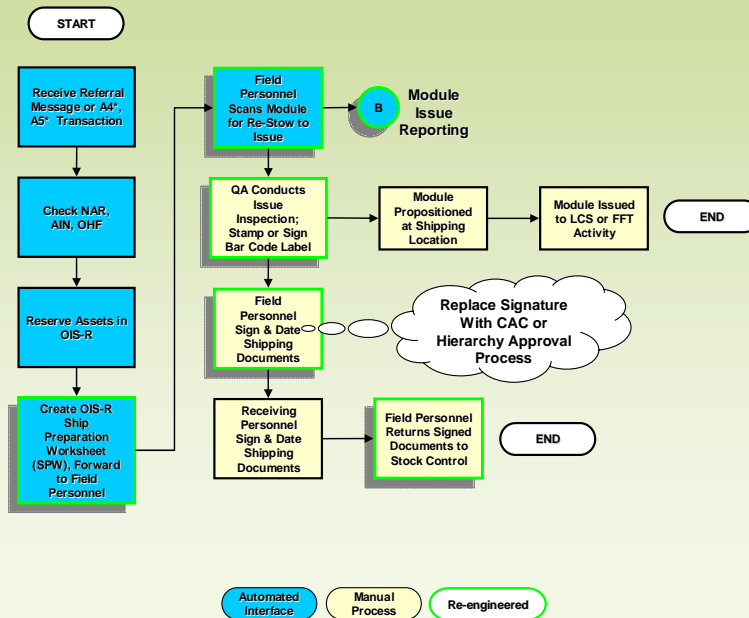 START
Receive Referral
Message or A4*,
A5* Transaction
Check NAR,
AIN, OHF
Reserve Assets in
OIS-R
Create OIS-R
Ship
Preparation
Worksheet
(SPW), Forward
to Field
Personnel
Field
Personnel
Scans Module
for Re-Stow to
Issue
B
Module
Issue
Reporting
QA Conducts
Issue
Inspection;
Stamp or Sign
Bar Code Label
Module
Propositioned
at Shipping
Location
Module Issued
to LCS or FFT
Activity
END
Field
Personnel
Sign & Date
Shipping
Documents
Replace Signature
With CAC or
Hierarchy Approval
Process
Receiving
Personnel
Sign & Date
Shipping
Documents
Field Personnel
Returns Signed
Documents to
Stock Control
END
Automated
Interface
Manual
Process
Re-engineered